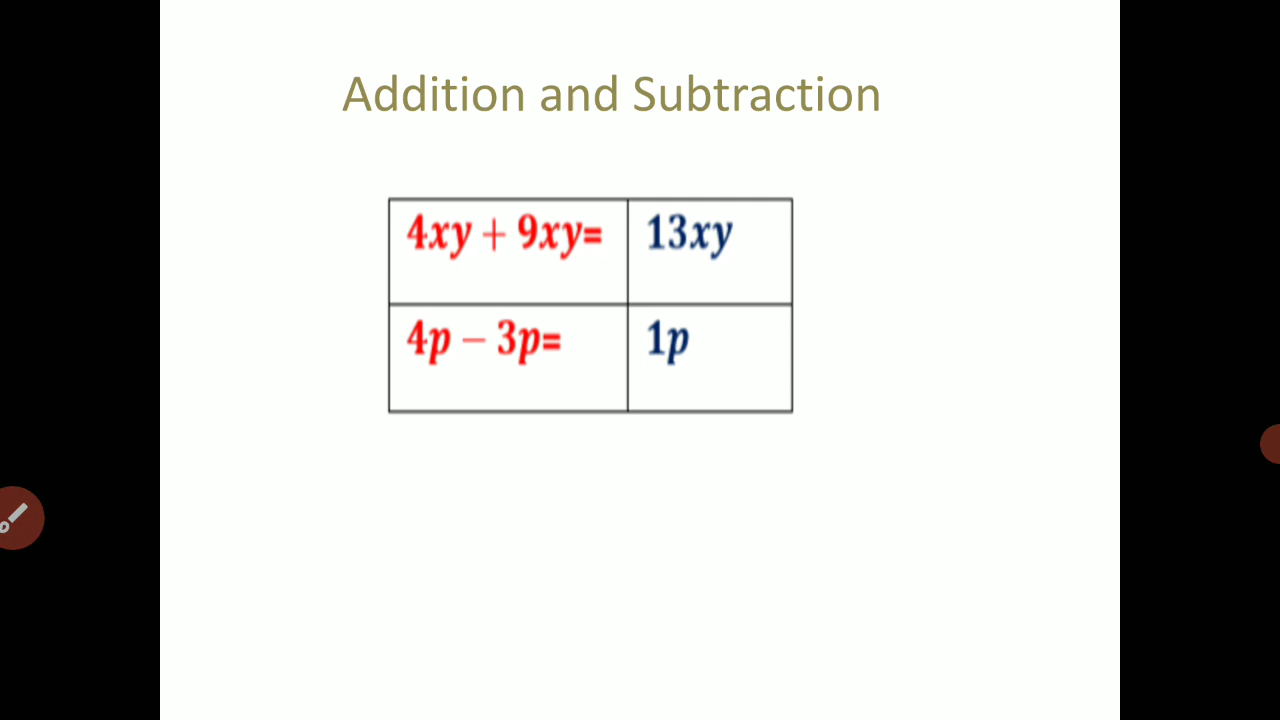 Addition and Subtraction
4xy + 9xy= 13xy
4p − 3p= 1p